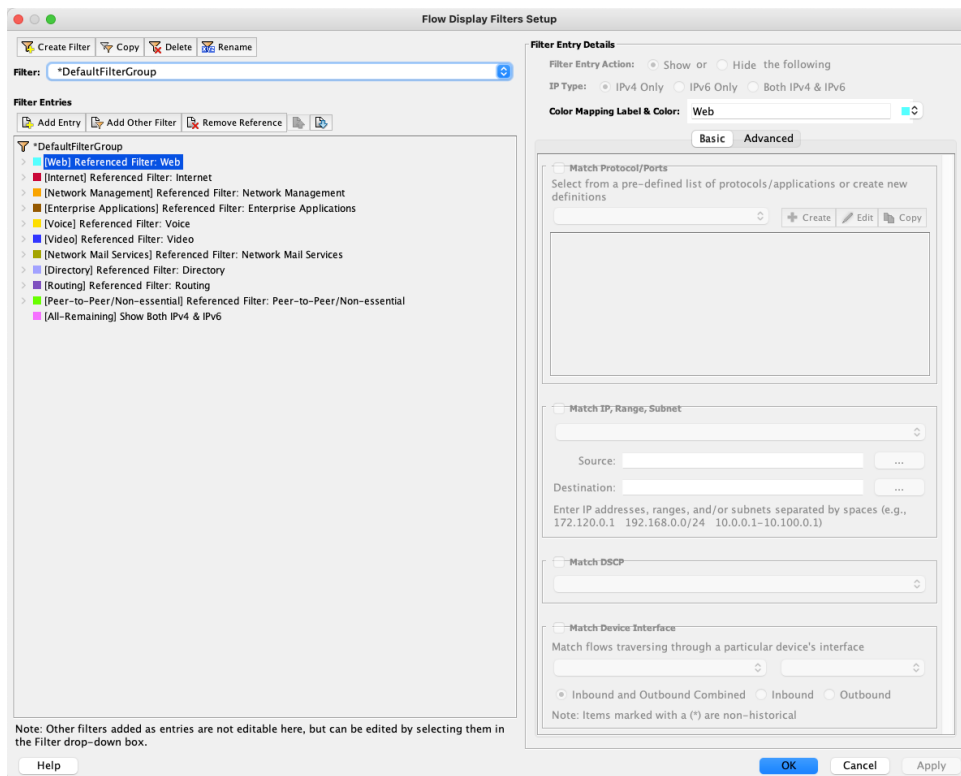 Flow Display Filters Setup
Create Filter Copy Delete Rename
Filter: *DefaultFilterGroup
Filter Entries
Add Entry Add Other Filter Remove Reference
*DefaultFilterGroup
[Web] Referenced Filter: Web
[Internet] Referenced Filter: Internet
[Network Management] Referenced Filter: Network Management
[Enterprise Applications] Referenced Filter: Enterprise Applications
[Voice] Referenced Filter: Voice
[Video] Referenced Filter: Video
[Network Mail Services] Referenced Filter: Network Mail Services
[Directory] Referenced Filter: Directory
[Routing] Referenced Filter: Routing
[Peer-to-Peer/Non-essential] Referenced Filter: Peer-to-Peer/Non-essential
[All-Remaining] Show Both IPv4 & IPv6
Note: Other filters added as entries are not editable here, but can be edited by selecting them in
the Filter drop-down box.
Help
Filter Entry Details
Filter Entry Action: Show or Hide the following
IP Type: IPv4 Only IPv6 Only Both IPv4 & IPv6
Color Mapping Label & Color: Web
Basic Advanced
Match Protocol/Ports
Select from a pre-defined list of protocols/applications or create new
definitions
Create Edit Copy
Match IP, Range, Subnet
Source: ...
Destination: ...
Enter IP addresses, ranges, and/or subnets separated by spaces (e.g.,
172.120.0.1 192.168.0.0/24 10.0.0.1-10.100.0.1)
Match DSCP
Match Device Interface
Match flows traversing through a particular device's interface
Inbound and Outbound Combined Inbound Outbound
Note: Items marked with a (*) are non-historical
OK Cancel Apply